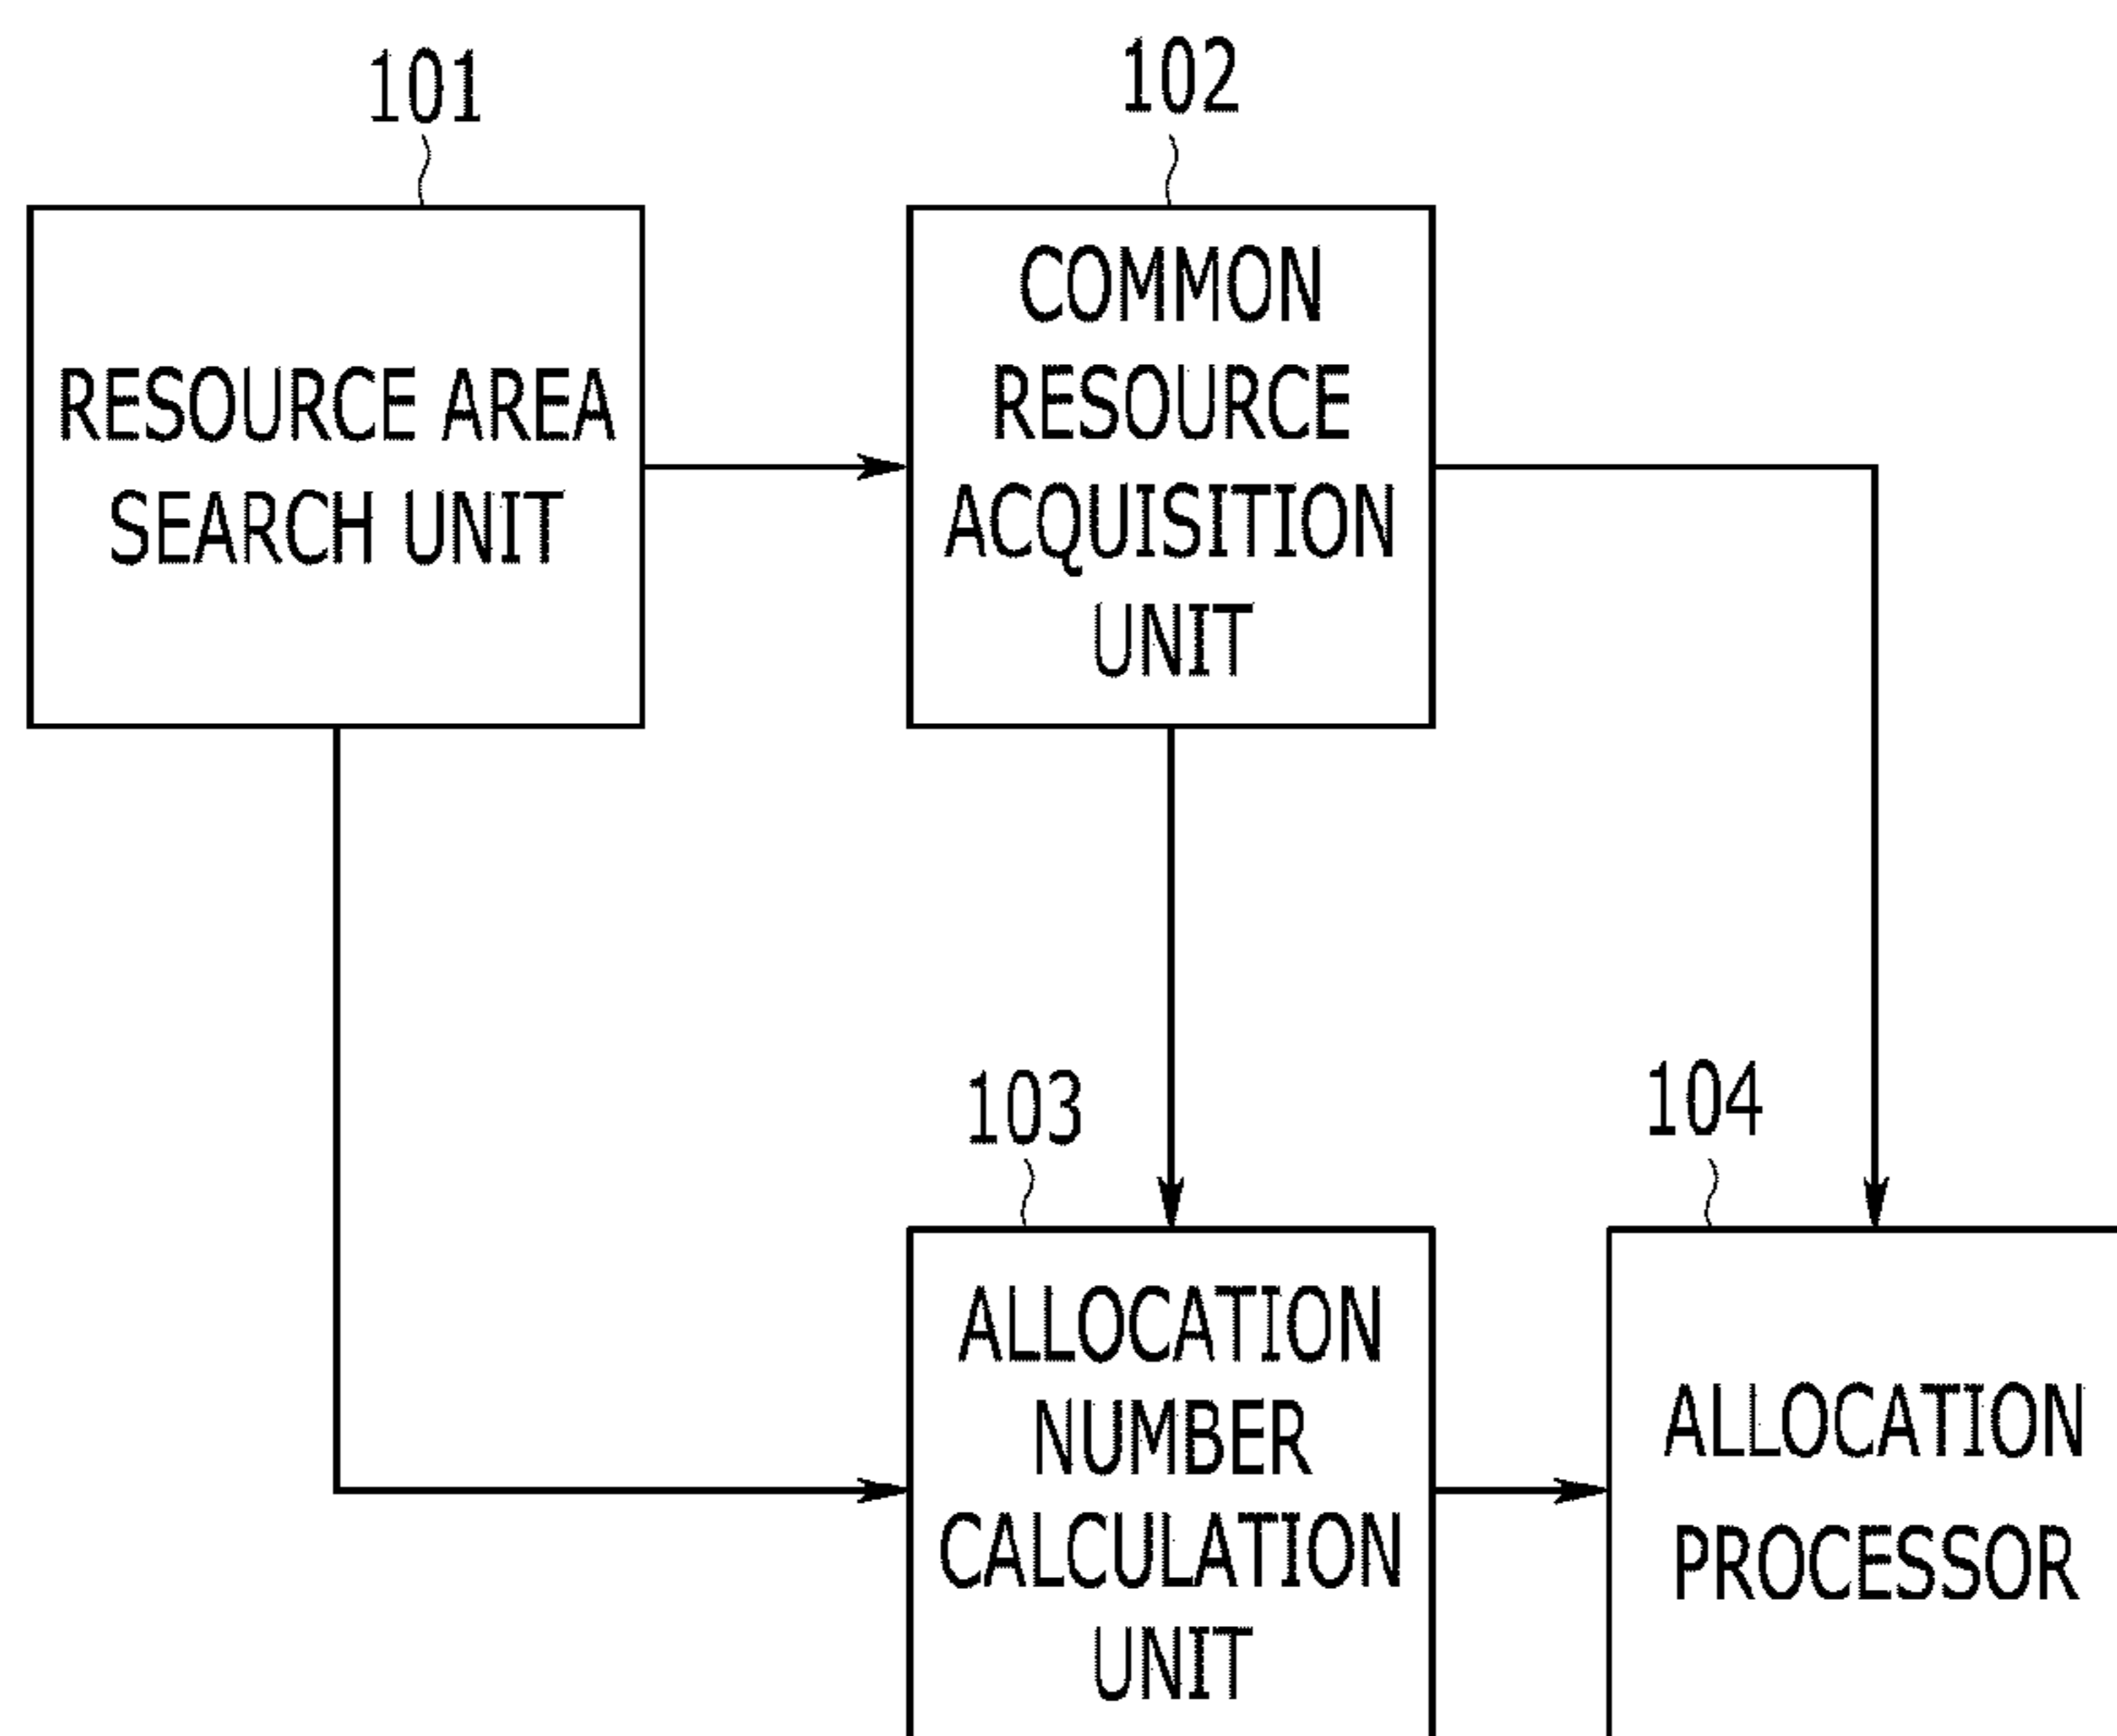 101
RESOURCE AREA
SEARCH UNIT
102
COMMON
RESOURCE
ACQUISITION
UNIT
103
ALLOCATION
NUMBER
CALCULATION
UNIT
104
ALLOCATION
PROCESSOR